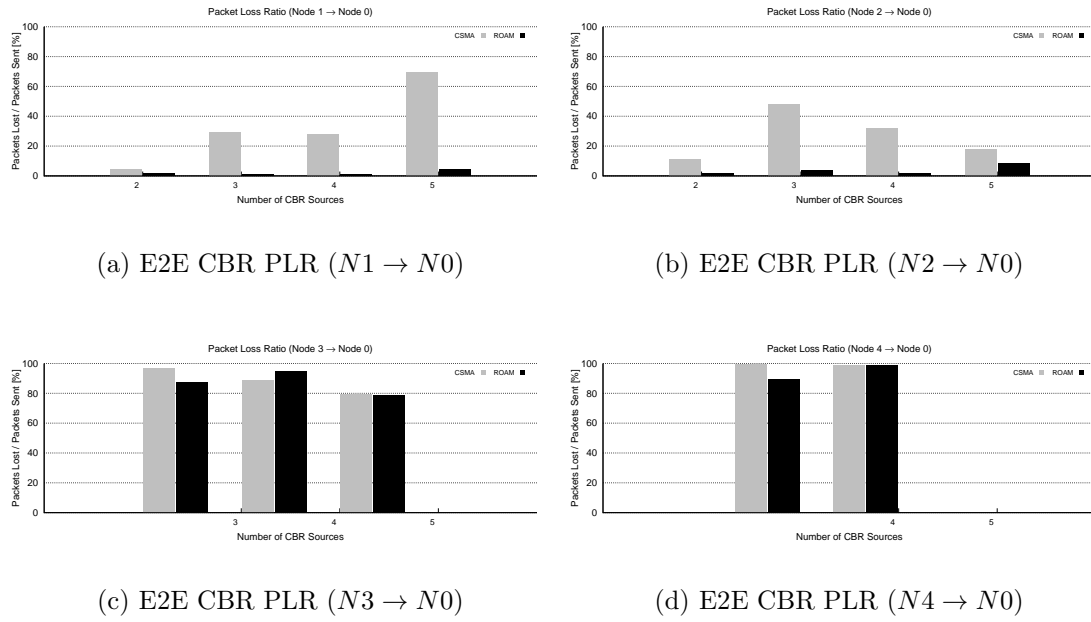 Packet Loss Ratio (Node 1 → Node 0)
Packets Lost / Packets Sent [%]
100
80
60
40
20
0
CSMA ROAM
2 3 4 5
Number of CBR Sources
(a) E2E CBR PLR (N1 → N0)
Packet Loss Ratio (Node 2 → Node 0)
Packets Lost / Packets Sent [%]
100
80
60
40
20
0
CSMA ROAM
2 3 4 5
Number of CBR Sources
(b) E2E CBR PLR (N2 → N0)
Packet Loss Ratio (Node 3 → Node 0)
Packets Lost / Packets Sent [%]
100
80
60
40
20
0
CSMA ROAM
3 4 5
Number of CBR Sources
(c) E2E CBR PLR (N3 → N0)
Packet Loss Ratio (Node 4 → Node 0)
Packets Lost / Packets Sent [%]
100
80
60
40
20
0
CSMA ROAM
4 5
Number of CBR Sources
(d) E2E CBR PLR (N4 → N0)